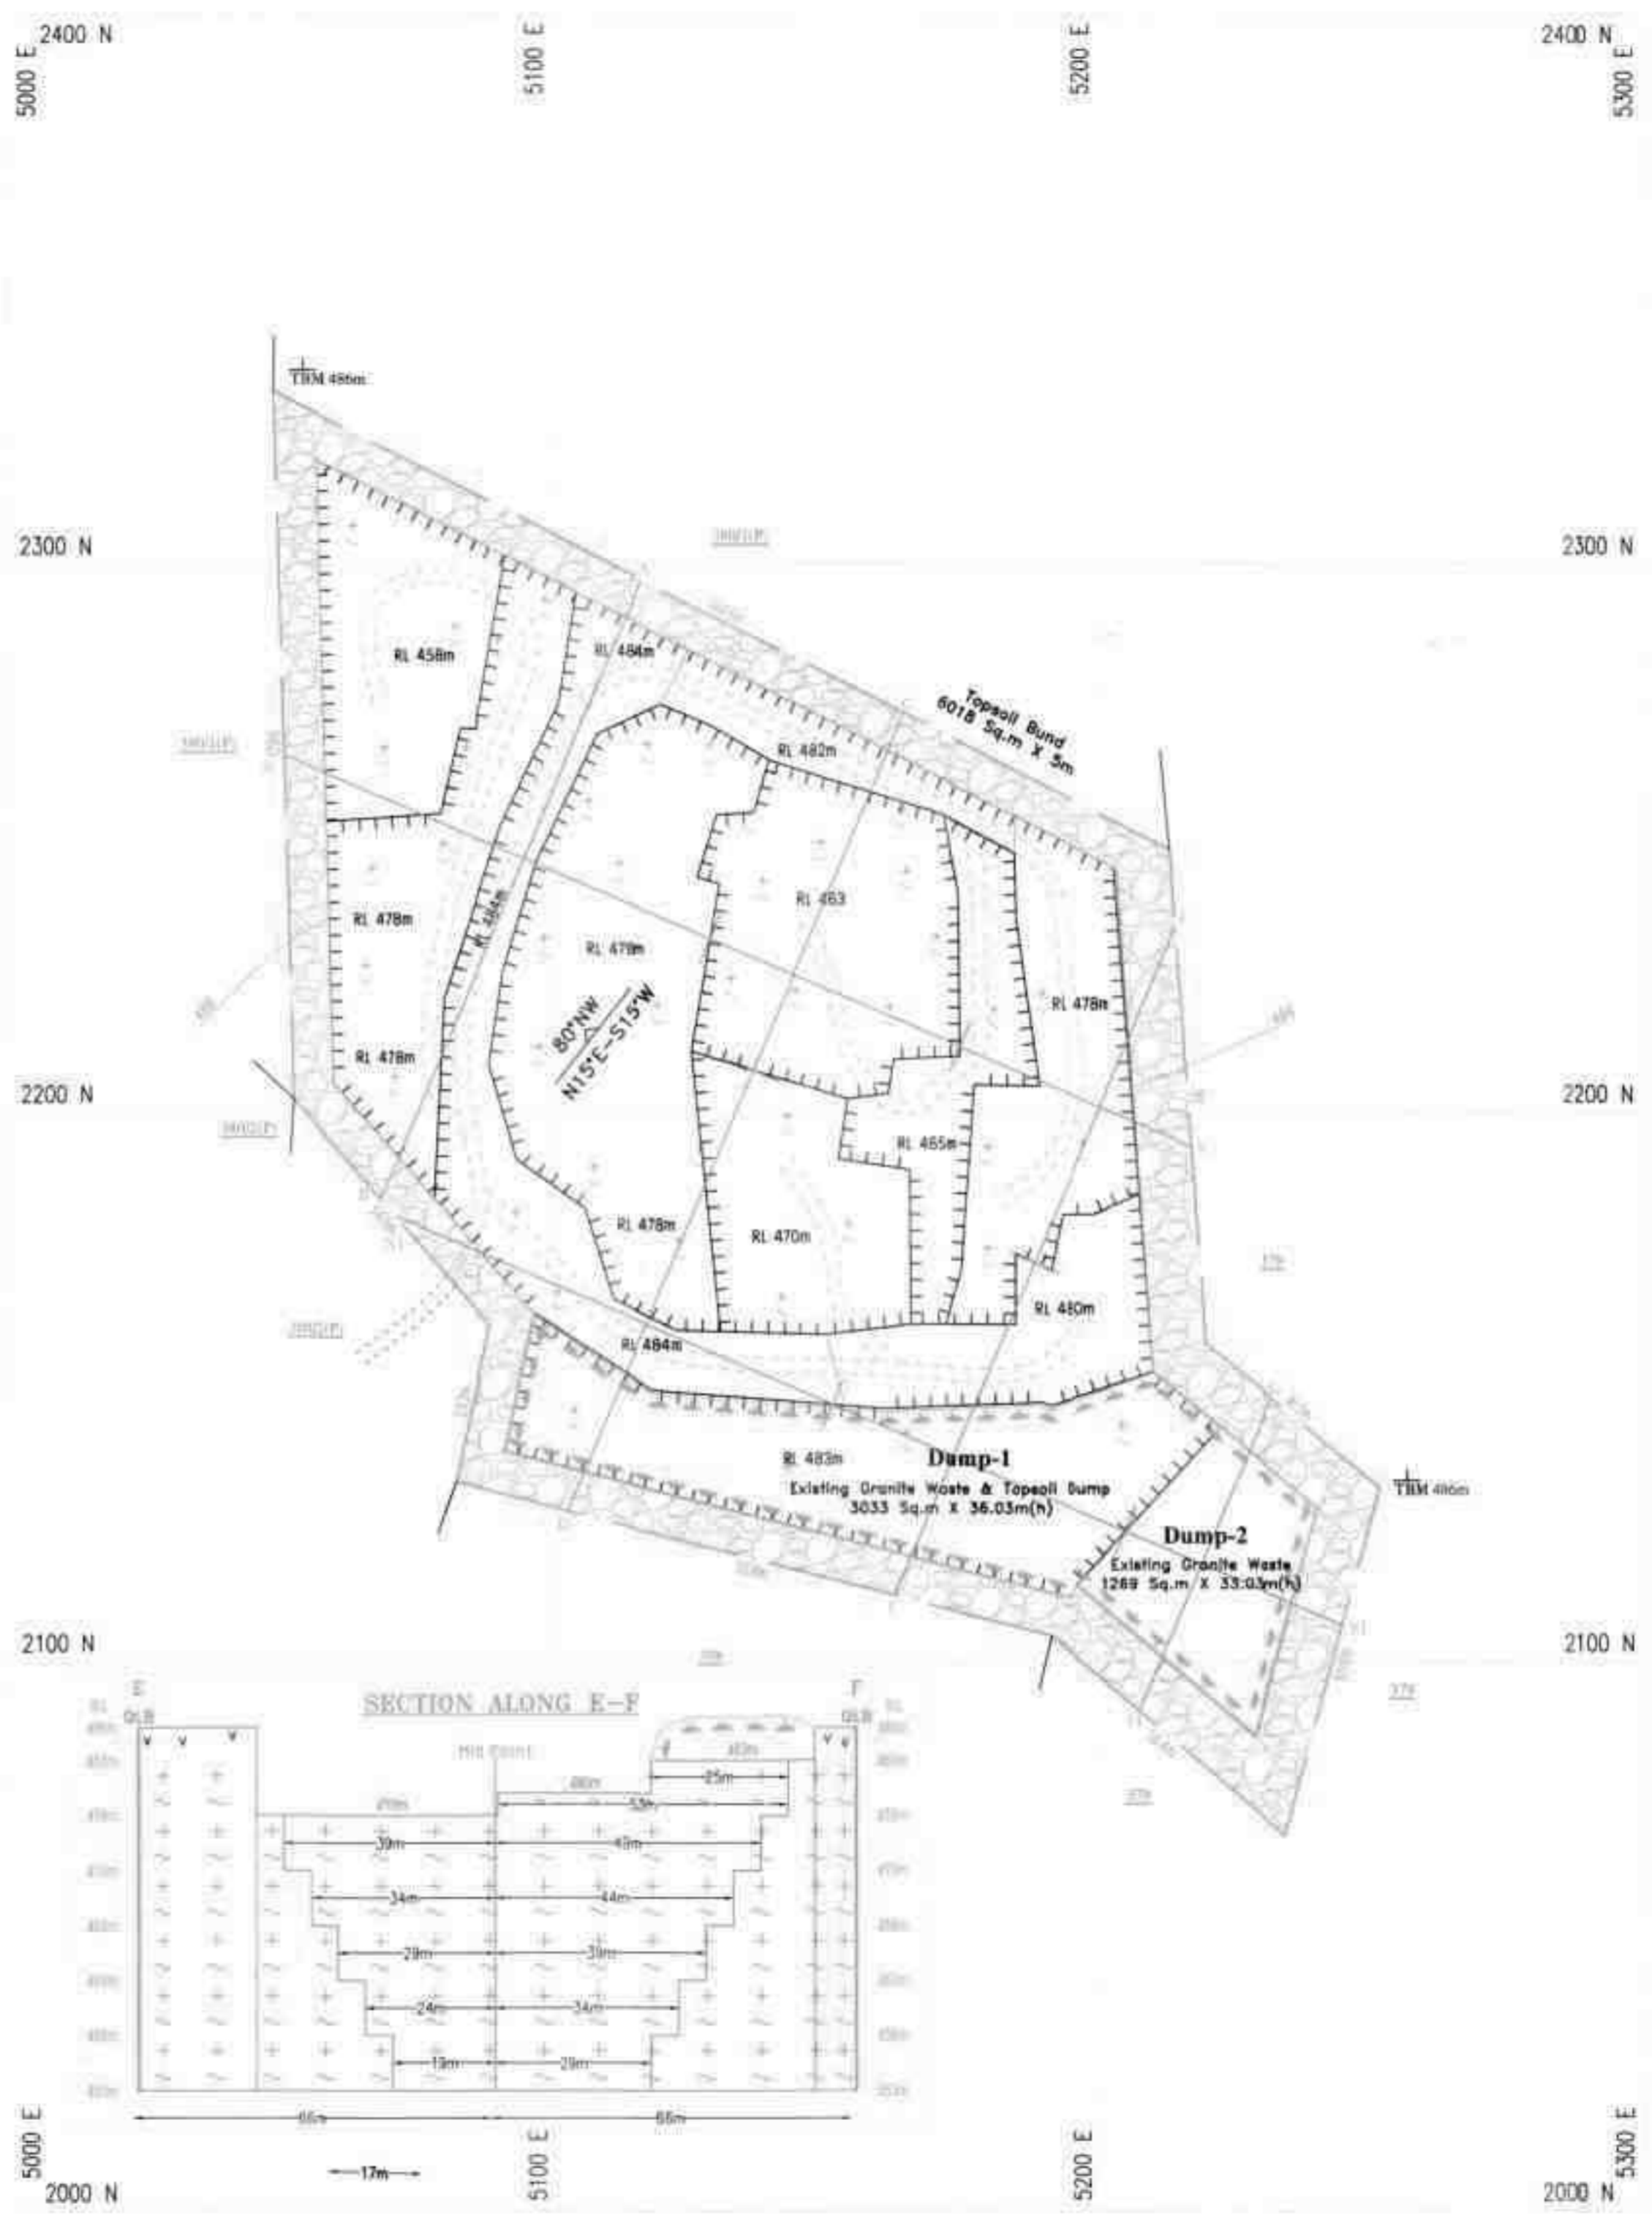 2400 N
2400 N
5000 E
5100 E
5200 E
5300 E
TBM 486m
2300 N
2300 N
RL 458m
RL 484m
Topsoil Bund
6018 Sq.m X 5m
RL 482m
RL 463
RL 478m
RL 484m
RL 478m
RL 478m
80°NW
N15°E-S15°W
RL 478m
2200 N
2200 N
RL 465m
RL 478m
RL 470m
RL 480m
RL 484m
RL 483m
Dump-1
Existing Granite Waste & Topsoil Dump
3033 Sq.m X 36.03m(h)
TBM 486m
Dump-2
Existing Granite Waste
1269 Sq.m X 33.03m(h)
2100 N
2100 N
SECTION ALONG E-F
E
F
Mid Point
25m
53m
39m
49m
34m
44m
29m
39m
24m
34m
19m
29m
66m
66m
17m
5000 E
5100 E
5200 E
5300 E
2000 N
2000 N